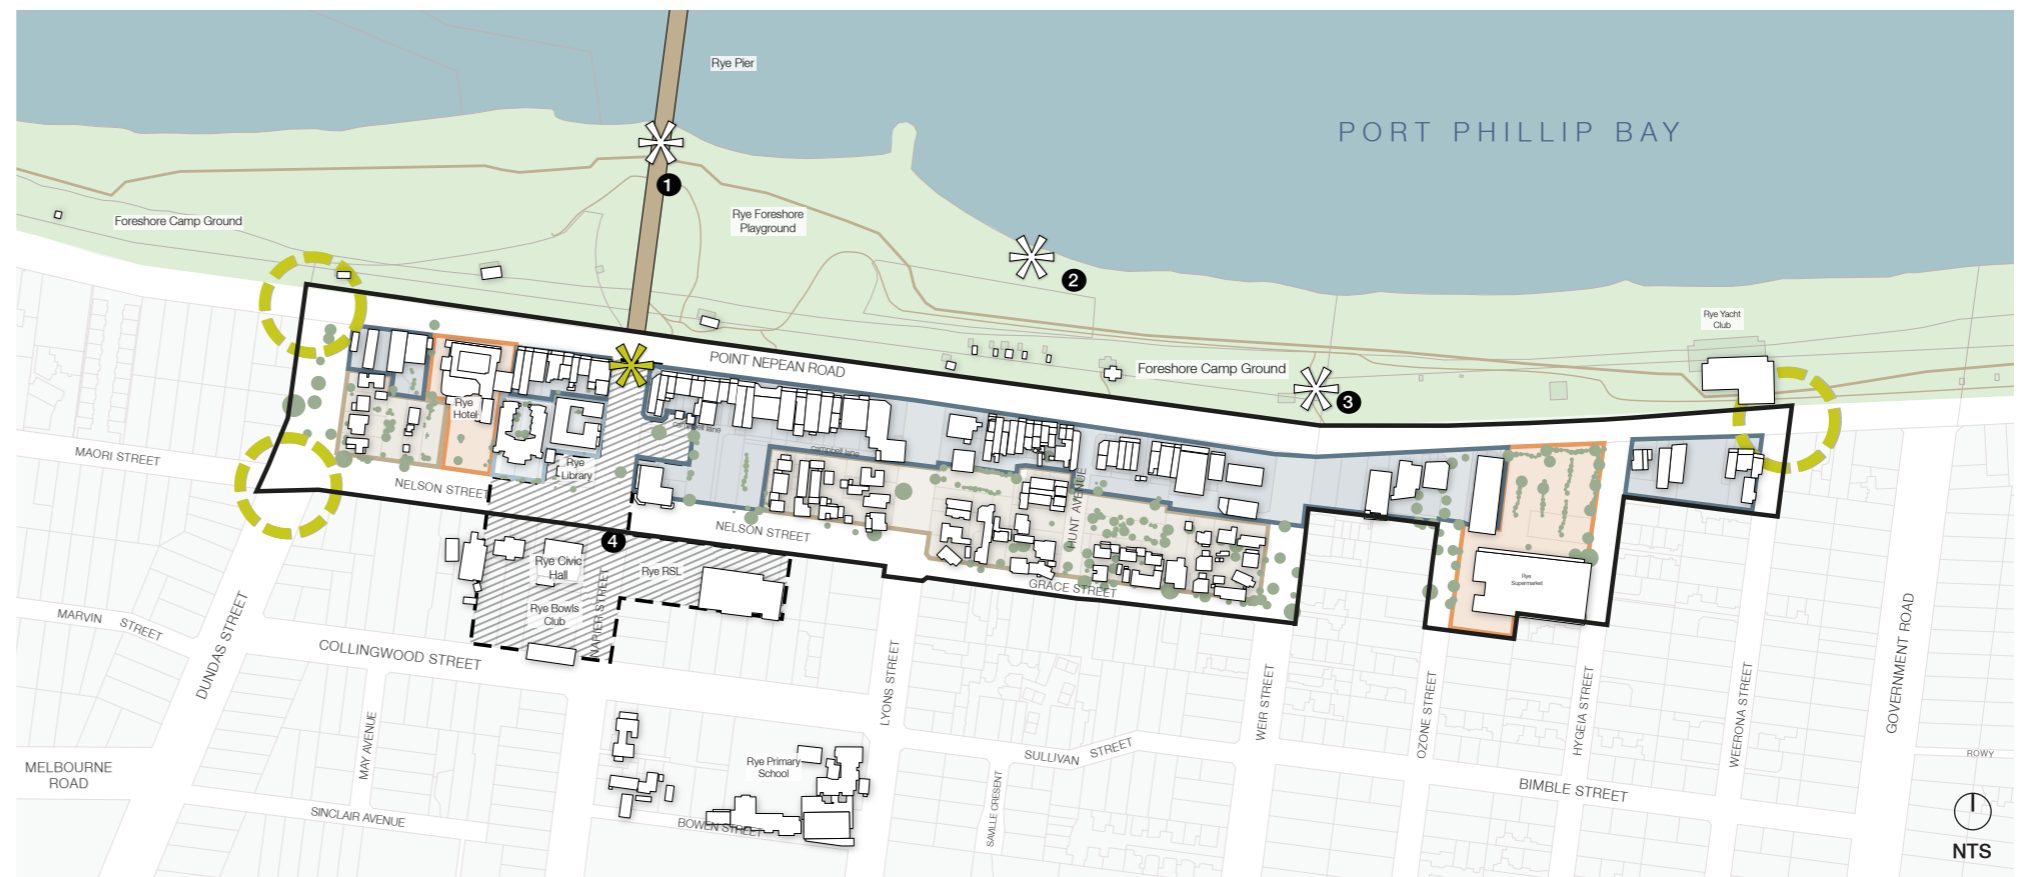 Rye Pier
PORT PHILLIP BAY
1
Foreshore Camp Ground
Rye Foreshore
Playground
2
Rye Yacht
Club
POINT NEPEAN ROAD
Foreshore Camp Ground
3
Rye
Hotel
Campbell lane
Campbell lane
MAORI STREET
NELSON STREET
Rye
Library
HUNT AVENUE
NELSON STREET
4
Rye Civic
Hall
Rye RSL
Rye
Supermarket
GRACE STREET
Rye Bowls
Club
NAPIER STREET
MARVIN STREET
DUNDAS STREET
COLLINGWOOD STREET
LYONS STREET
WEIR STREET
OZONE STREET
HYGEIA STREET
WEERONA STREET
GOVERNMENT ROAD
MAY AVENUE
SULLIVAN STREET
ROWY
MELBOURNE
ROAD
Rye Primary
School
SAVILLE CRESENT
BIMBLE STREET
SINCLAIR AVENUE
BOWEN STREET
NTS